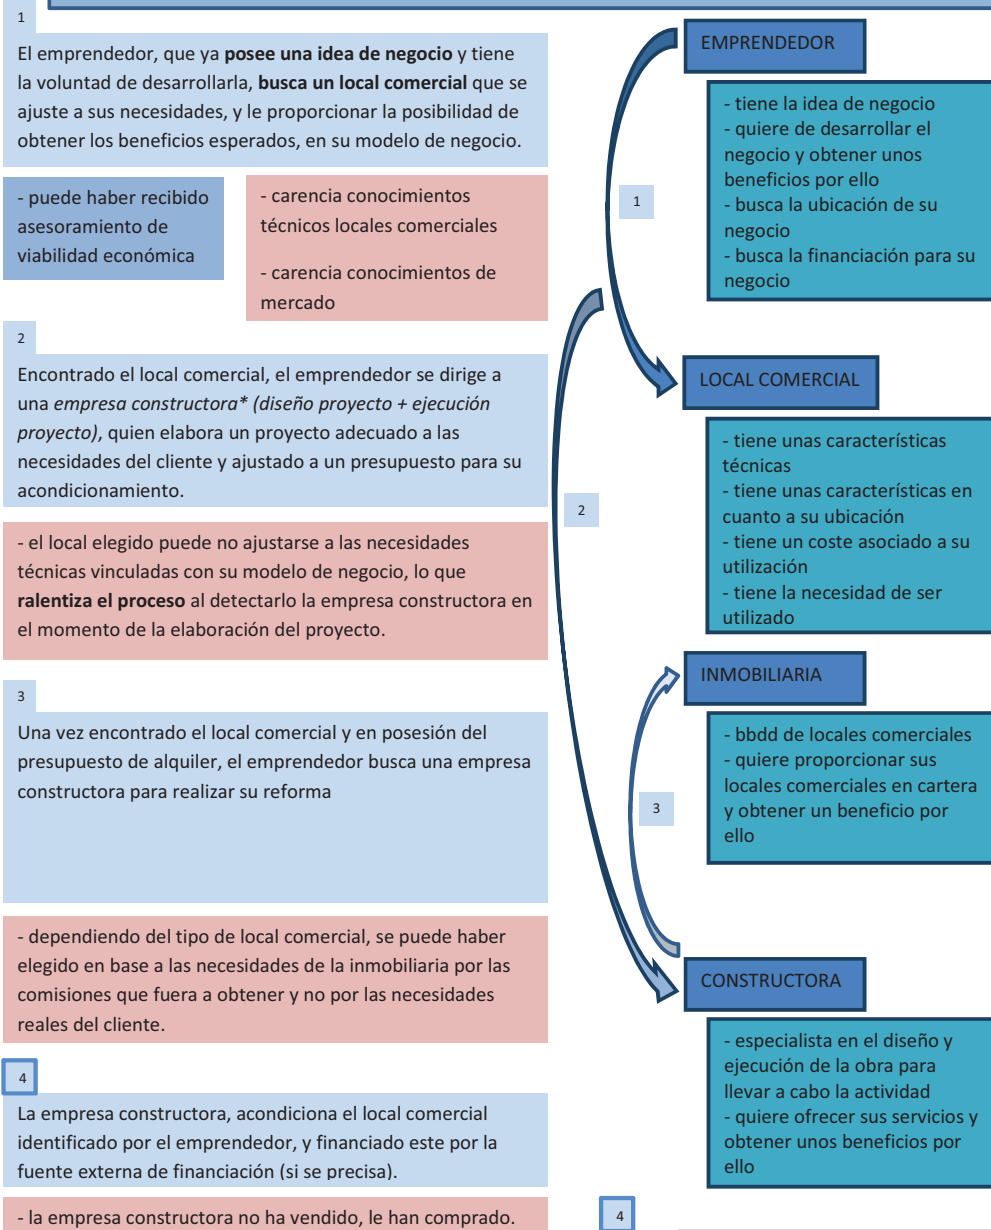 1
El emprendedor, que ya posee una idea de negocio y tiene
la voluntad de desarrollarla, busca un local comercial que se
ajuste a sus necesidades, y le proporcionar la posibilidad de
obtener los beneficios esperados, en su modelo de negocio.
- puede haber recibido
asesoramiento de
viabilidad económica
- carencia conocimientos
técnicos locales comerciales
- carencia conocimientos de
mercado
2
Encontrado el local comercial, el emprendedor se dirige a
una empresa constructora* (diseño proyecto + ejecución
proyecto), quien elabora un proyecto adecuado a las
necesidades del cliente y ajustado a un presupuesto para su
acondicionamiento.
- el local elegido puede no ajustarse a las necesidades
técnicas vinculadas con su modelo de negocio, lo que
ralentiza el proceso al detectarlo la empresa constructora en
el momento de la elaboración del proyecto.
3
Una vez encontrado el local comercial y en posesión del
presupuesto de alquiler, el emprendedor busca una empresa
constructora para realizar su reforma
- dependiendo del tipo de local comercial, se puede haber
elegido en base a las necesidades de la inmobiliaria por las
comisiones que fuera a obtener y no por las necesidades
reales del cliente.
4
La empresa constructora, acondiciona el local comercial
identificado por el emprendedor, y financiado este por la
fuente externa de financiación (si se precisa).
- la empresa constructora no ha vendido, le han comprado.
EMPRENDEDOR
- tiene la idea de negocio
- quiere de desarrollar el
negocio y obtener unos
beneficios por ello
- busca la ubicación de su
negocio
- busca la financiación para su
negocio
1
LOCAL COMERCIAL
- tiene unas características
técnicas
- tiene unas características en
cuanto a su ubicación
- tiene un coste asociado a su
utilización
- tiene la necesidad de ser
utilizado
2
INMOBILIARIA
- bbdd de locales comerciales
- quiere proporcionar sus
locales comerciales en cartera
y obtener un beneficio por
ello
3
CONSTRUCTORA
- especialista en el diseño y
ejecución de la obra para
llevar a cabo la actividad
- quiere ofrecer sus servicios y
obtener unos beneficios por
ello
4